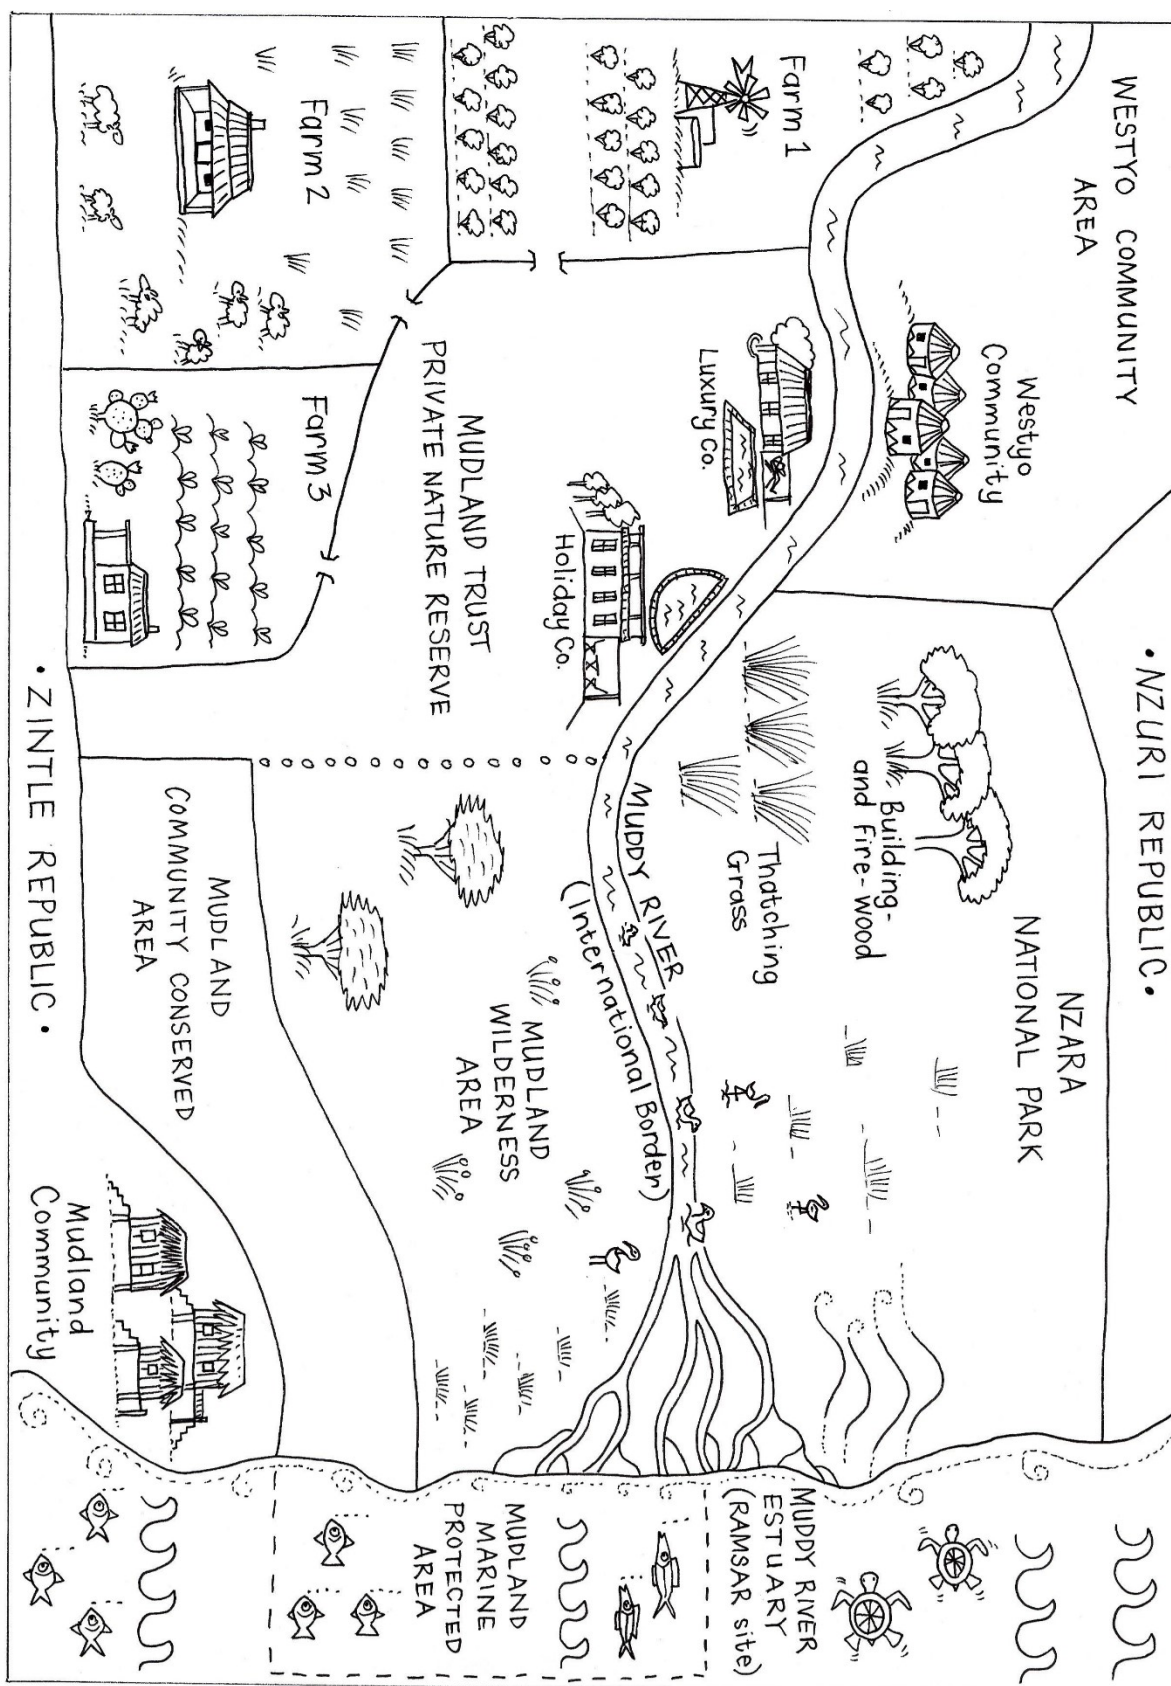 • NZURI REPUBLIC •
WESTYO COMMUNITY
AREA
Westyo
Community
NZARA
NATIONAL PARK
Building-
and Fire-wood
Thatching
Grass
Farm 1
Luxury Co.
Holiday Co.
MUDDY RIVER
(International Border)
MUDDY RIVER
ESTUARY
(RAMSAR site)
MUDLAND TRUST
PRIVATE NATURE RESERVE
MUDLAND
WILDERNESS
AREA
MUDLAND
MARINE
PROTECTED
AREA
Farm 2
Farm 3
MUDLAND
COMMUNITY CONSERVED
AREA
Mudland
Community
• ZINTLE REPUBLIC •